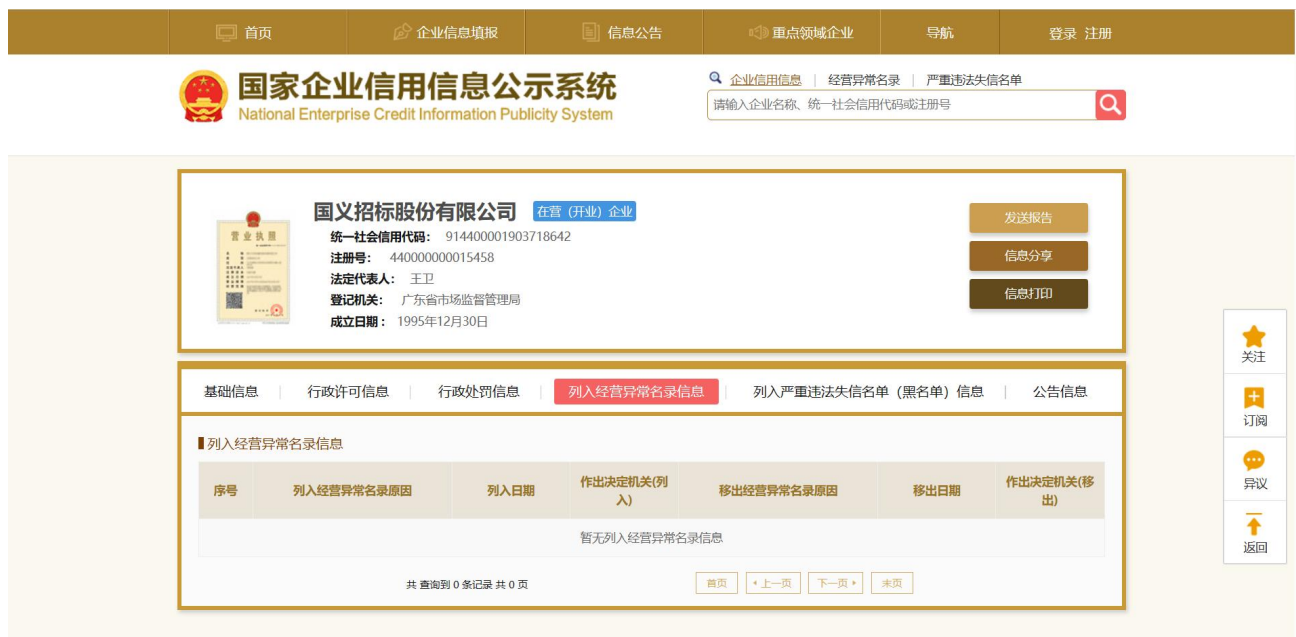 首页 企业信息填报 信息公告 重点领域企业 导航 登录 注册
国家企业信用信息公示系统
National Enterprise Credit Information Publicity System
企业信用信息 | 经营异常名录 | 严重违法失信名单
请输入企业名称、统一社会信用代码或注册号
营业执照
国义招标股份有限公司 在营（开业）企业
统一社会信用代码： 914400001903718642
注册号： 440000000015458
法定代表人： 王卫
登记机关： 广东省市场监督管理局
成立日期： 1995年12月30日
发送报告
信息分享
信息打印
关注
订阅
异议
返回
基础信息 | 行政许可信息 | 行政处罚信息 | 列入经营异常名录信息 | 列入严重违法失信名单（黑名单）信息 | 公告信息
列入经营异常名录信息
序号 列入经营异常名录原因 列入日期 作出决定机关(列入) 移出经营异常名录原因 移出日期 作出决定机关(移出)
暂无列入经营异常名录信息
共 查询到 0 条记录 共 0 页 首页 上一页 下一页 末页